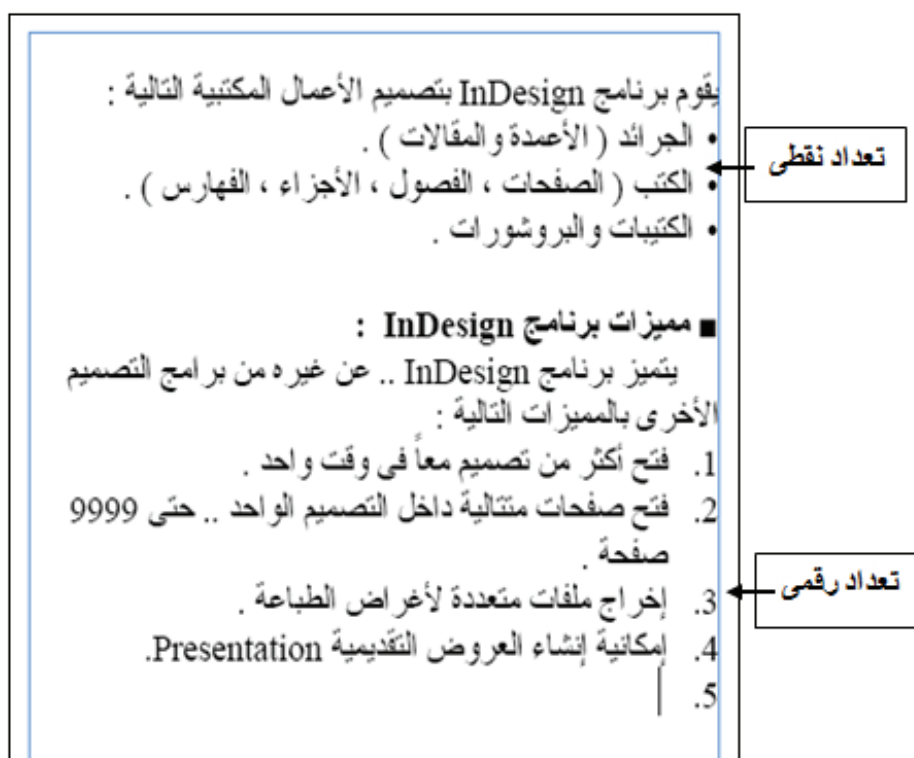 يقوم برنامج InDesign بتصميم الأعمال المكتبية التالية :
• الجرائد ( الأعمدة والمقالات ) .
• الكتب ( الصفحات ، الفصول ، الأجزاء ، الفهارس ) .
• الكتيبات والبروشورات .
تعداد نقطى
■ مميزات برنامج InDesign :
يتميز برنامج InDesign .. عن غيره من برامج التصميم
الأخرى بالمميزات التالية :
1. فتح أكثر من تصميم معاً فى وقت واحد .
2. فتح صفحات متتالية داخل التصميم الواحد .. حتى 9999
صفحة .
3. إخراج ملفات متعددة لأغراض الطباعة .
4. إمكانية إنشاء العروض التقديمية Presentation.
5.
تعداد رقمى